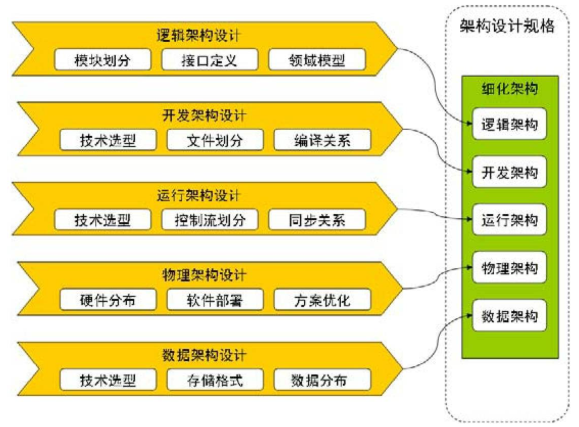 逻辑架构设计
模块划分 接口定义 领域模型
开发架构设计
技术选型 文件划分 编译关系
运行架构设计
技术选型 控制流划分 同步关系
物理架构设计
硬件分布 软件部署 方案优化
数据架构设计
技术选型 存储格式 数据分布
架构设计规格
细化架构
逻辑架构
开发架构
运行架构
物理架构
数据架构